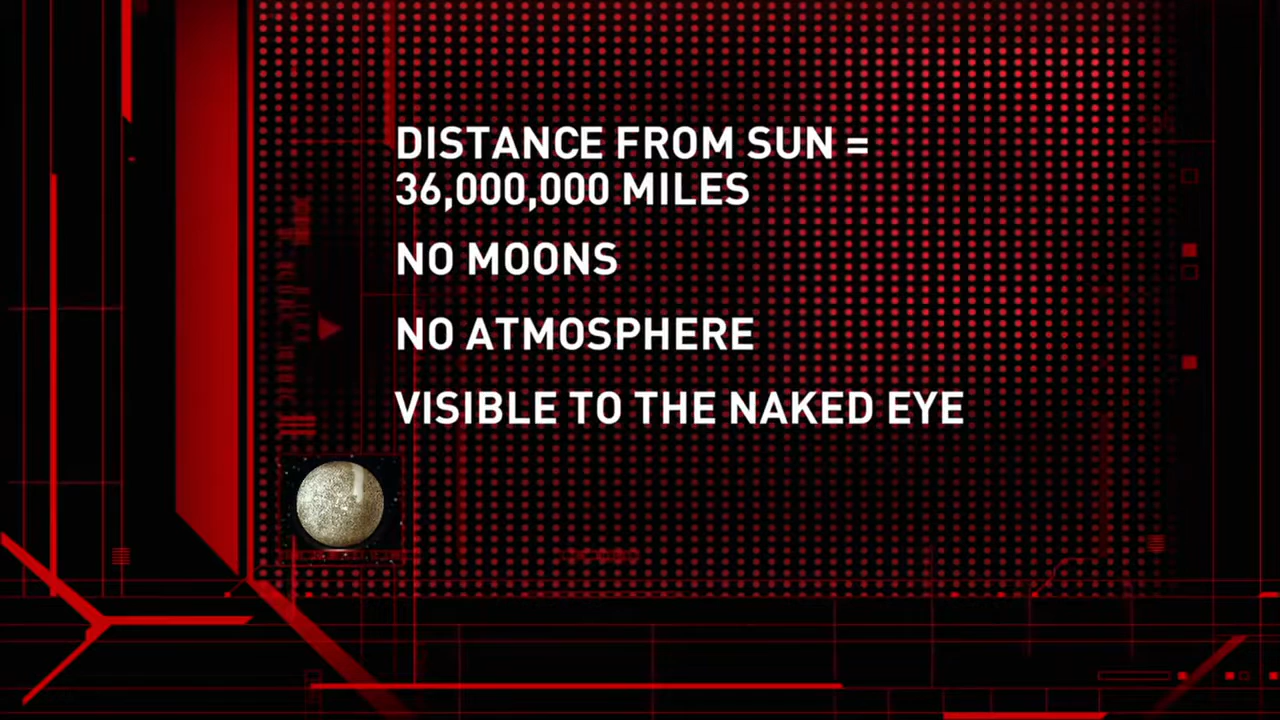 DISTANCE FROM SUN =
36,000,000 MILES
NO MOONS
NO ATMOSPHERE
VISIBLE TO THE NAKED EYE